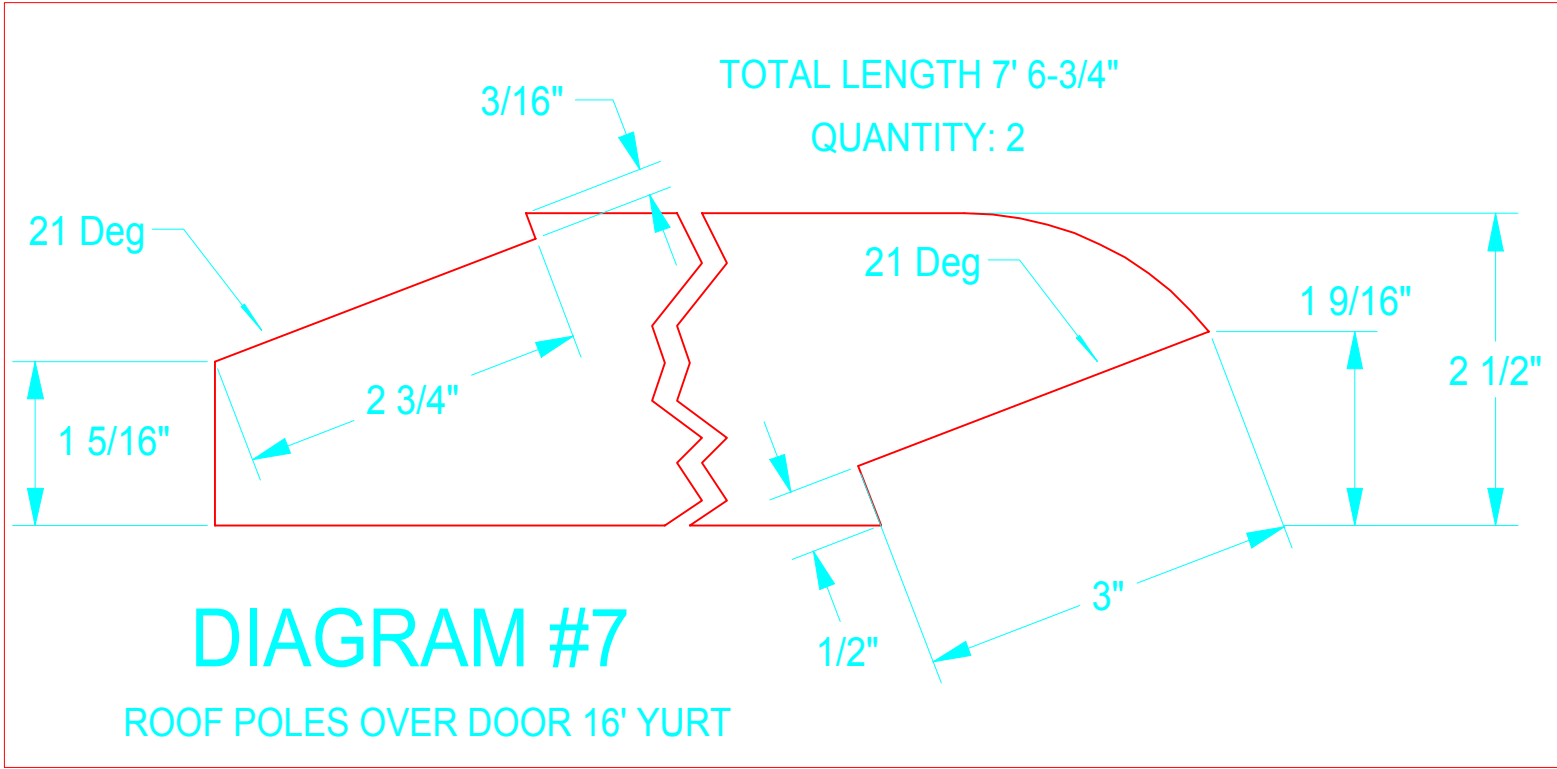 TOTAL LENGTH 7' 6-3/4"
QUANTITY: 2
3/16"
21 Deg
21 Deg
1 9/16"
2 1/2"
2 3/4"
1 5/16"
3"
1/2"
DIAGRAM #7
ROOF POLES OVER DOOR 16' YURT